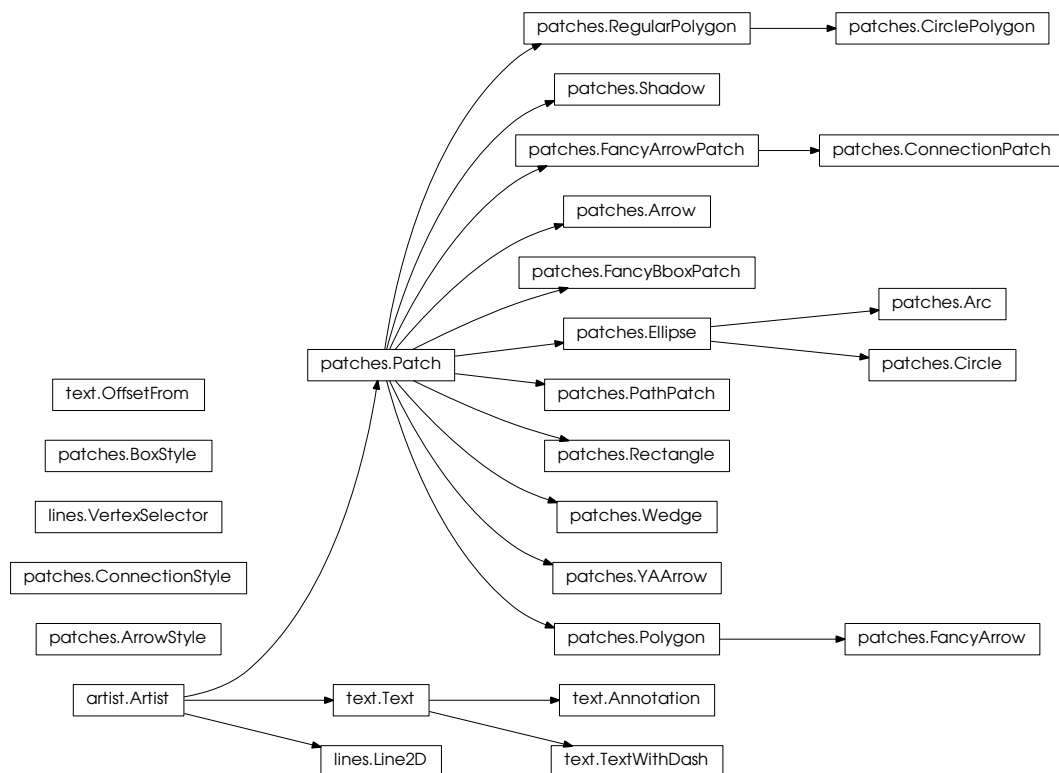 patches.RegularPolygon
patches.CirclePolygon
patches.Shadow
patches.FancyArrowPatch
patches.ConnectionPatch
patches.Arrow
patches.FancyBboxPatch
patches.Arc
patches.Ellipse
patches.Patch
patches.Circle
text.OffsetFrom
patches.PathPatch
patches.BoxStyle
patches.Rectangle
lines.VertexSelector
patches.Wedge
patches.ConnectionStyle
patches.YAArrow
patches.ArrowStyle
patches.Polygon
patches.FancyArrow
artist.Artist
text.Text
text.Annotation
lines.Line2D
text.TextWithDash